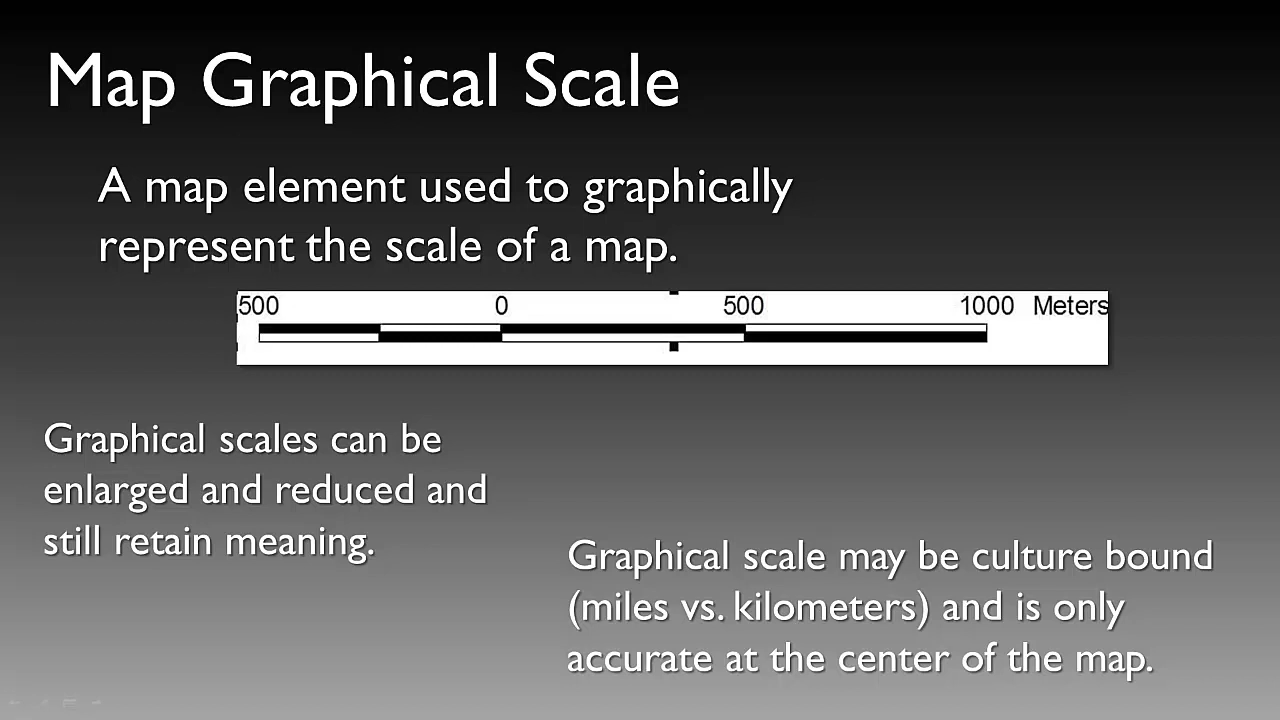 Map Graphical Scale
A map element used to graphically
represent the scale of a map.
500 0 500 1000 Meters
Graphical scales can be
enlarged and reduced and
still retain meaning.
Graphical scale may be culture bound
(miles vs. kilometers) and is only
accurate at the center of the map.